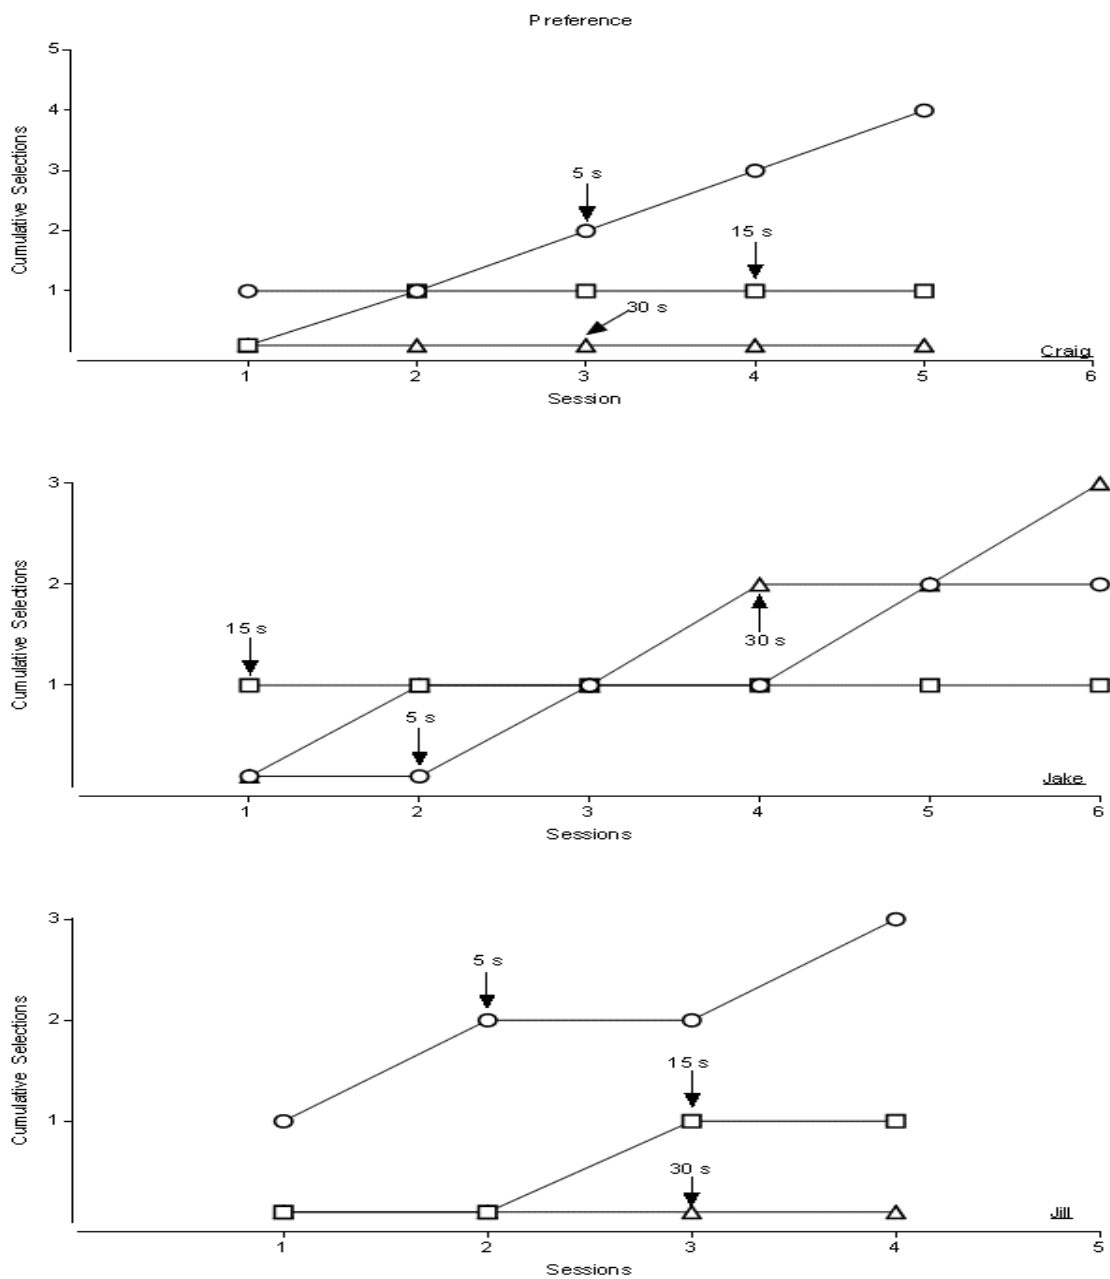 Preference
5
4
3
2
1
Cumulative Selections
5 s
15 s
30 s
Craig
1 2 3 4 5 6
Session
3
2
1
Cumulative Selections
15 s
5 s
30 s
Jake
1 2 3 4 5 6
Sessions
3
2
1
Cumulative Selections
5 s
15 s
30 s
Jill
1 2 3 4 5
Sessions